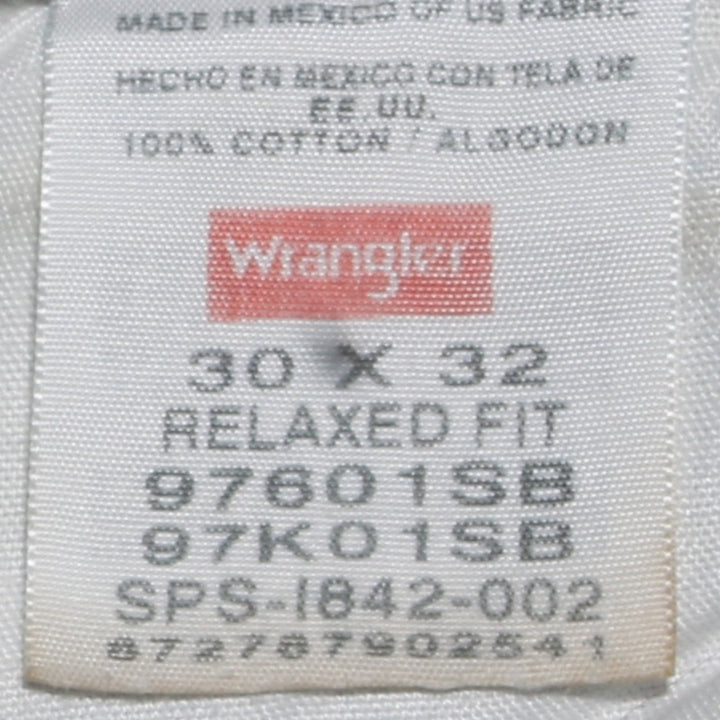 MADE IN MEXICO OF US FABRIC
HECHO EN MEXICO CON TELA DE
EE.UU.
100% COTTON / ALGODON
Wrangler
30 X 32
RELAXED FIT
97601SB
97K01SB
SPS-1842-002
872787902541